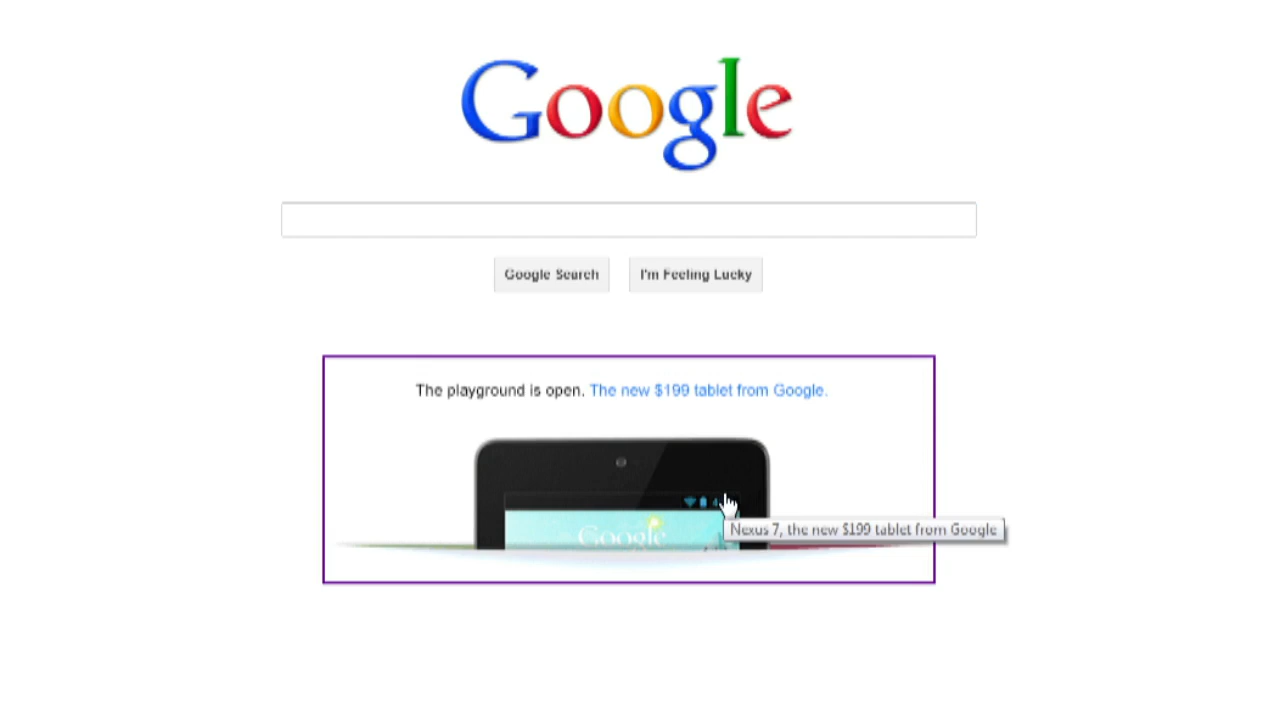 Google
Google Search
I'm Feeling Lucky
The playground is open. The new $199 tablet from Google.
Google
Nexus 7, the new $199 tablet from Google